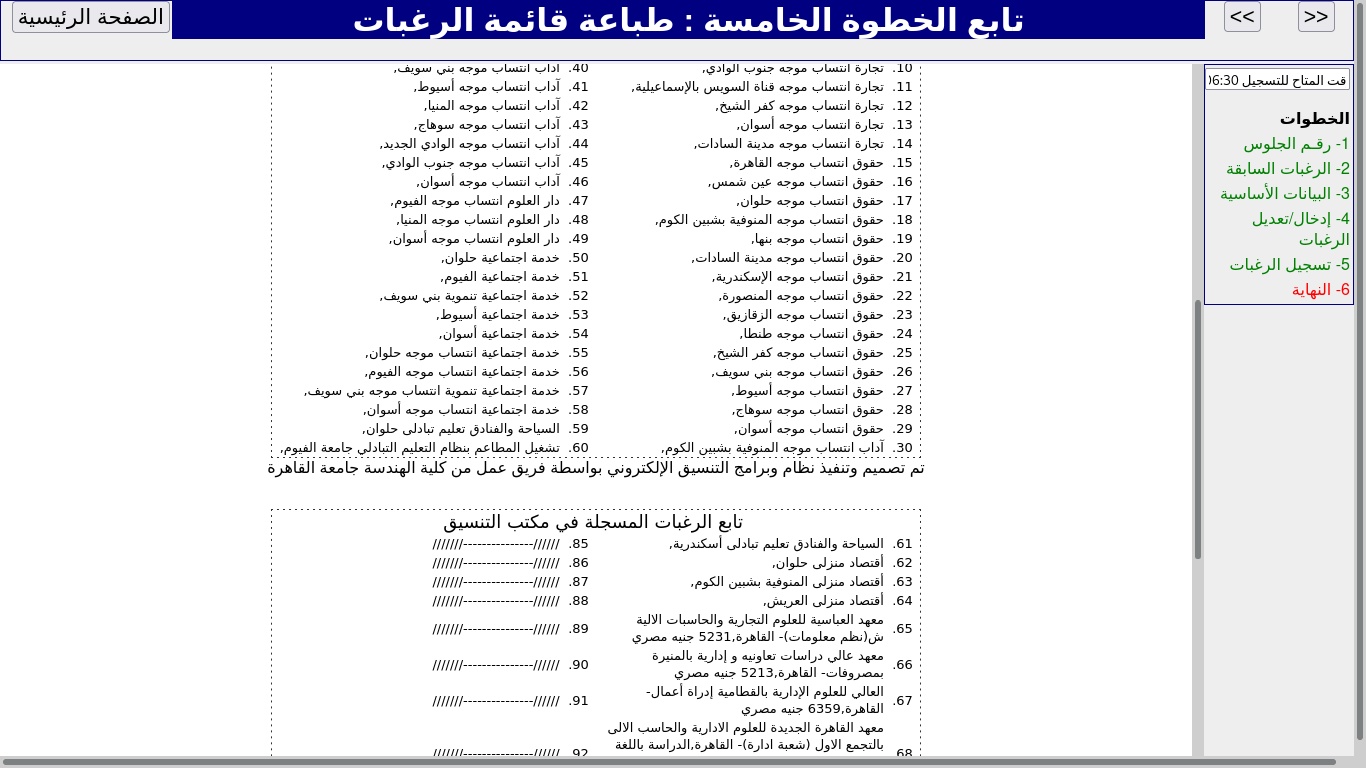 >>
<<
تابع الخطوة الخامسة : طباعة قائمة الرغبات
الصفحة الرئيسية
قت المتاح للتسجيل 06:30
الخطوات
1- رقـم الجلوس
2- الرغبات السابقة
3- البيانات الأساسية
4- إدخال/تعديل
الرغبات
5- تسجيل الرغبات
6- النهاية
10. تجارة انتساب موجه جنوب الوادي,
11. تجارة انتساب موجه قناة السويس بالإسماعيلية,
12. تجارة انتساب موجه كفر الشيخ,
13. تجارة انتساب موجه أسوان,
14. تجارة انتساب موجه مدينة السادات,
15. حقوق انتساب موجه القاهرة,
16. حقوق انتساب موجه عين شمس,
17. حقوق انتساب موجه حلوان,
18. حقوق انتساب موجه المنوفية بشبين الكوم,
19. حقوق انتساب موجه بنها,
20. حقوق انتساب موجه مدينة السادات,
21. حقوق انتساب موجه الإسكندرية,
22. حقوق انتساب موجه المنصورة,
23. حقوق انتساب موجه الزقازيق,
24. حقوق انتساب موجه طنطا,
25. حقوق انتساب موجه كفر الشيخ,
26. حقوق انتساب موجه بني سويف,
27. حقوق انتساب موجه أسيوط,
28. حقوق انتساب موجه سوهاج,
29. حقوق انتساب موجه أسوان,
30. آداب انتساب موجه المنوفية بشبين الكوم,
40. آداب انتساب موجه بني سويف,
41. آداب انتساب موجه أسيوط,
42. آداب انتساب موجه المنيا,
43. آداب انتساب موجه سوهاج,
44. آداب انتساب موجه الوادي الجديد,
45. آداب انتساب موجه جنوب الوادي,
46. آداب انتساب موجه أسوان,
47. دار العلوم انتساب موجه الفيوم,
48. دار العلوم انتساب موجه المنيا,
49. دار العلوم انتساب موجه أسوان,
50. خدمة اجتماعية حلوان,
51. خدمة اجتماعية الفيوم,
52. خدمة اجتماعية تنموية بني سويف,
53. خدمة اجتماعية أسيوط,
54. خدمة اجتماعية أسوان,
55. خدمة اجتماعية انتساب موجه حلوان,
56. خدمة اجتماعية انتساب موجه الفيوم,
57. خدمة اجتماعية تنموية انتساب موجه بني سويف,
58. خدمة اجتماعية انتساب موجه أسوان,
59. السياحة والفنادق تعليم تبادلى حلوان,
60. تشغيل المطاعم بنظام التعليم التبادلي جامعة الفيوم,
تم تصميم وتنفيذ نظام وبرامج التنسيق الإلكتروني بواسطة فريق عمل من كلية الهندسة جامعة القاهرة
تابع الرغبات المسجلة في مكتب التنسيق
61. السياحة والفنادق تعليم تبادلى أسكندرية,
62. أقتصاد منزلى حلوان,
63. أقتصاد منزلى المنوفية بشبين الكوم,
64. أقتصاد منزلى العريش,
65. معهد العباسية للعلوم التجارية والحاسبات الالية
ش(نظم معلومات)- القاهرة,5231 جنيه مصري
66. معهد عالي دراسات تعاونيه و إدارية بالمنيرة
بمصروفات- القاهرة,5213 جنيه مصري
67. العالي للعلوم الإدارية بالقطامية إدراة أعمال-
القاهرة,6359 جنيه مصري
68. معهد القاهرة الجديدة للعلوم الادارية والحاسب الالى
بالتجمع الاول (شعبة ادارة)- القاهرة,الدراسة باللغة
85. //////---------------///////
86. //////---------------///////
87. //////---------------///////
88. //////---------------///////
89. //////---------------///////
90. //////---------------///////
91. //////---------------///////
92. //////---------------///////